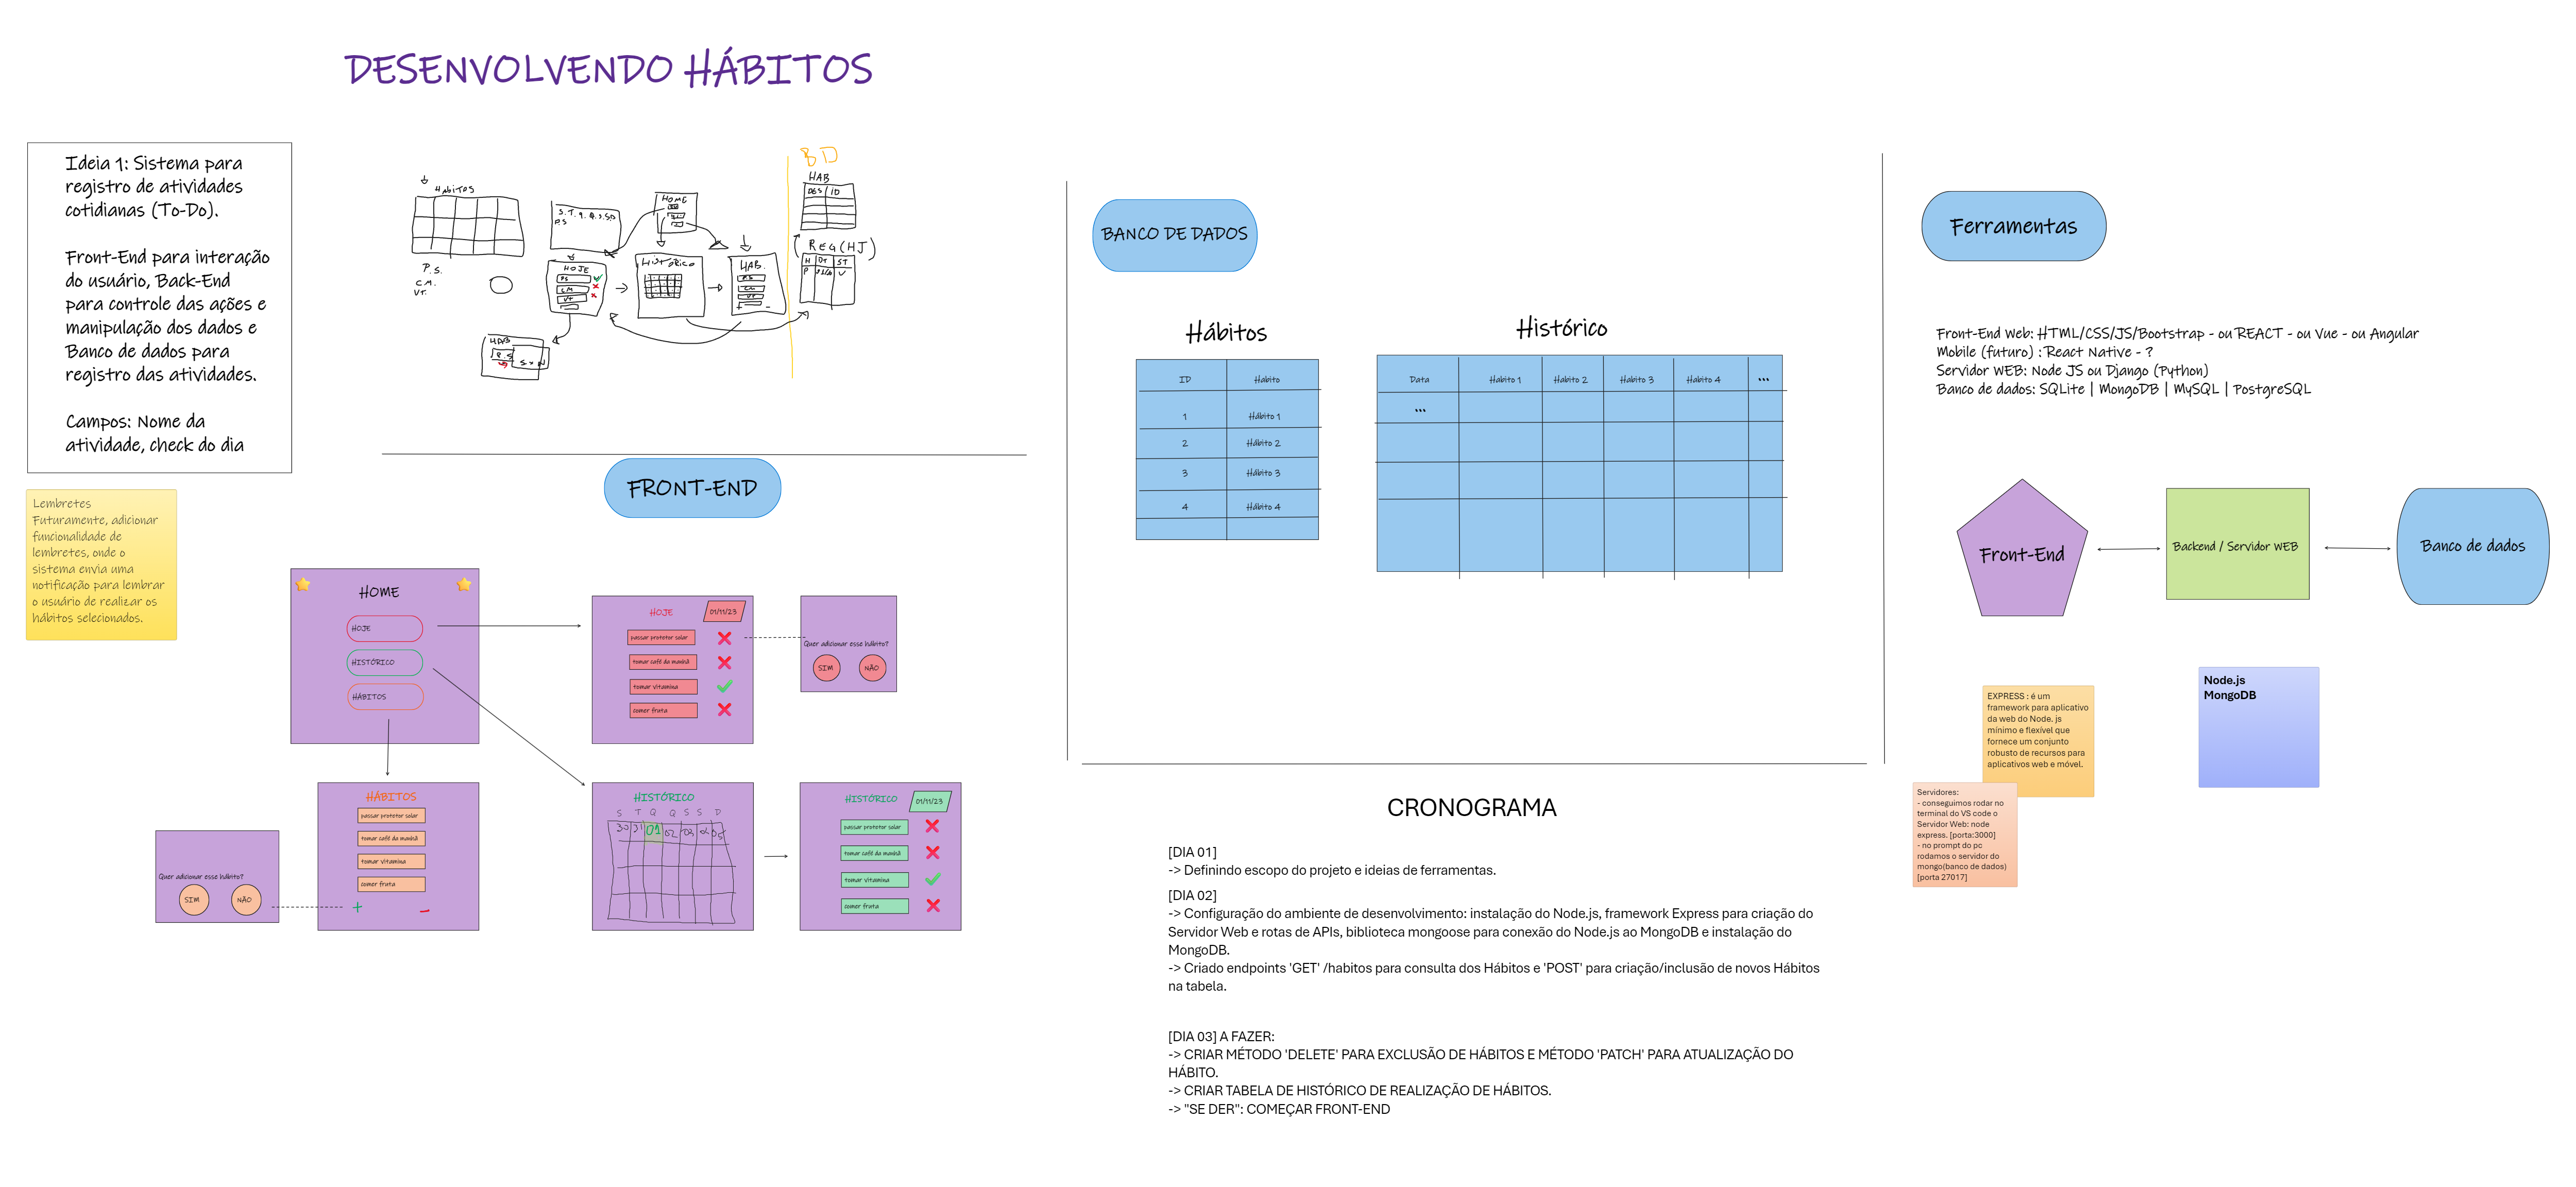 DESENVOLVENDO HÁBITOS
Ideia 1: Sistema para
registro de atividades
cotidianas (To-Do).
Front-End para interação
do usuário, Back-End
para controle das ações e
manipulação dos dados e
Banco de dados para
registro das atividades.
Campos: Nome da
atividade, check do dia
Lembretes
Futuramente, adicionar
funcionalidade de
lembretes, onde o
sistema envia uma
notificação para lembrar
o usuário de realizar os
hábitos selecionados.
HÁBITOS
P.S.
C.M.
VT.
P.S
HOME
HOJE
PS
C.M
VT
HISTÓRICO
HAB.
P.S.
VT
HAB
P.S
BD
HAB
DES ID
REG (HJ)
H DT ST
P
FRONT-END
HOME
HOJE
HISTÓRICO
HÁBITOS
HOJE
01/11/23
passar prototor solar
tomar café da manhã
tomar vitamina
comer fruta
Quer adicionar esse hábito?
SIM NÃO
HÁBITOS
passar prototor solar
tomar café da manhã
tomar vitamina
comer fruta
+ -
Quer adicionar esse hábito?
SIM NÃO
HISTÓRICO
S T Q Q S S D
30 31 01 02 03 04 05
HISTÓRICO
01/11/23
passar prototor solar
tomar café da manhã
tomar vitamina
comer fruta
BANCO DE DADOS
Hábitos
ID Habito
1 Hábito 1
2 Hábito 2
3 Hábito 3
4 Hábito 4
Histórico
Data Habito 1 Habito 2 Habito 3 Habito 4 ...
...
CRONOGRAMA
[DIA 01]
-> Definindo escopo do projeto e ideias de ferramentas.
[DIA 02]
-> Configuração do ambiente de desenvolvimento: instalação do Node.js, framework Express para criação do
Servidor Web e rotas de APIs, biblioteca mongoose para conexão do Node.js ao MongoDB e instalação do
MongoDB.
-> Criado endpoints 'GET' /habitos para consulta dos Hábitos e 'POST' para criação/inclusão de novos Hábitos
na tabela.
[DIA 03] A FAZER:
-> CRIAR MÉTODO 'DELETE' PARA EXCLUSÃO DE HÁBITOS E MÉTODO 'PATCH' PARA ATUALIZAÇÃO DO
HÁBITO.
-> CRIAR TABELA DE HISTÓRICO DE REALIZAÇÃO DE HÁBITOS.
-> "SE DER": COMEÇAR FRONT-END
Ferramentas
Front-End Web: HTML/CSS/JS/Bootstrap - ou REACT - ou Vue - ou Angular
Mobile (futuro) : React Native - ?
Servidor WEB: Node JS ou Django (Python)
Banco de dados: SQLite | MongoDB | MySQL | PostgreSQL
Front-End
Backend / Servidor WEB
Banco de dados
EXPRESS : é um
framework para aplicativo
da web do Node. js
mínimo e flexível que
fornece um conjunto
robusto de recursos para
aplicativos web e móvel.
Node.js
MongoDB
Servidores:
- conseguimos rodar no
terminal do VS code o
Servidor Web: node
express. [porta:3000]
- no prompt do pc
rodamos o servidor do
mongo(banco de dados)
[porta 27017]